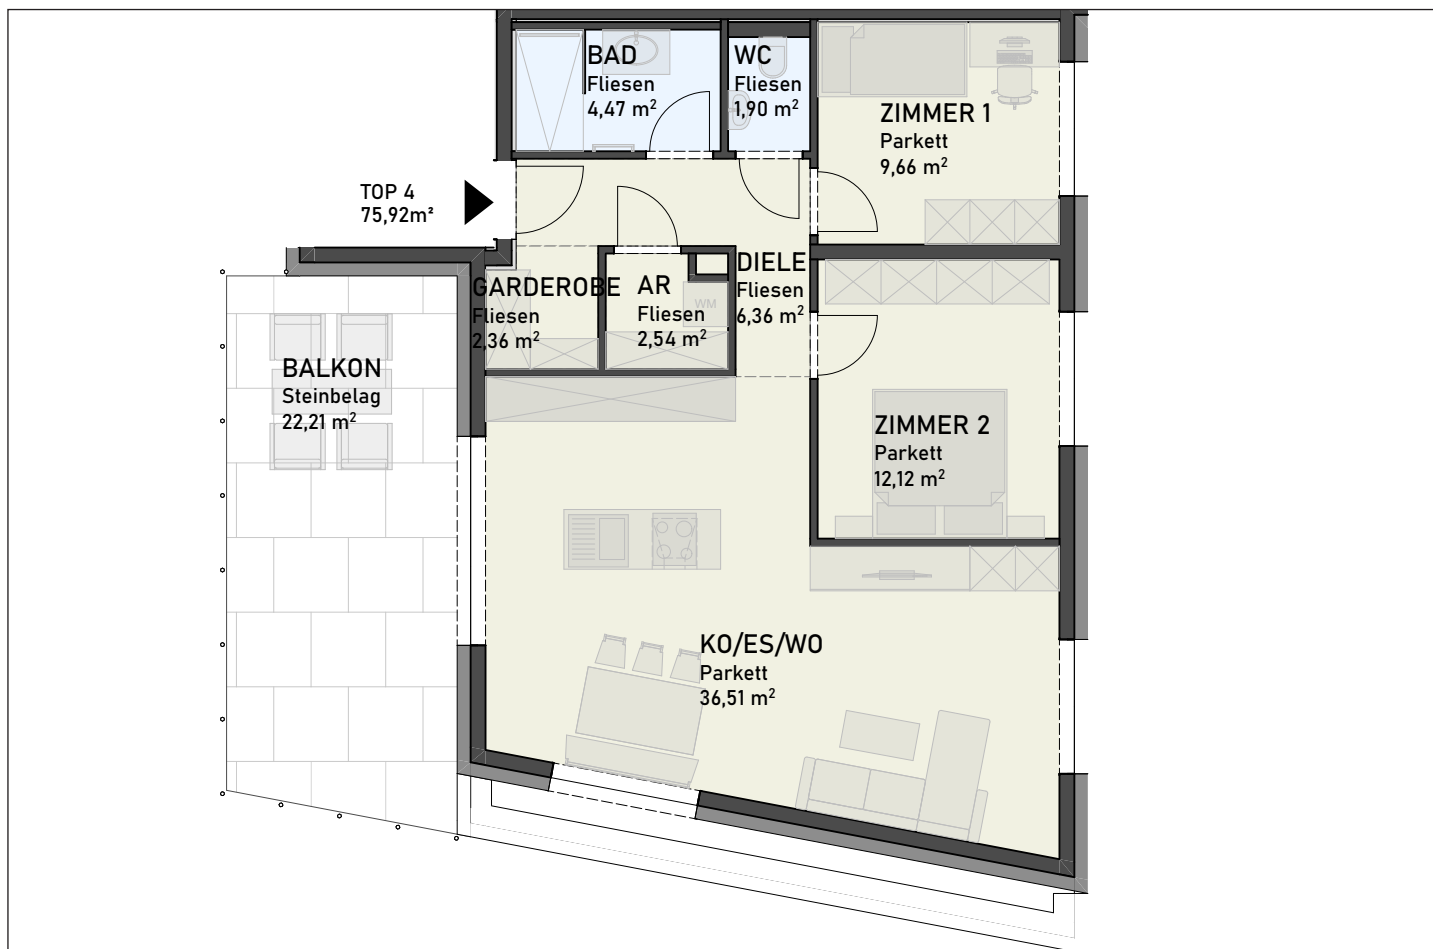 BAD
Fliesen
4,47 m²
WC
Fliesen
1,90 m²
ZIMMER 1
Parkett
9,66 m²
TOP 4
75,92m²
GARDEROBE
Fliesen
2,36 m²
AR
Fliesen
2,54 m²
WM
DIELE
Fliesen
6,36 m²
BALKON
Steinbelag
22,21 m²
ZIMMER 2
Parkett
12,12 m²
KO/ES/WO
Parkett
36,51 m²